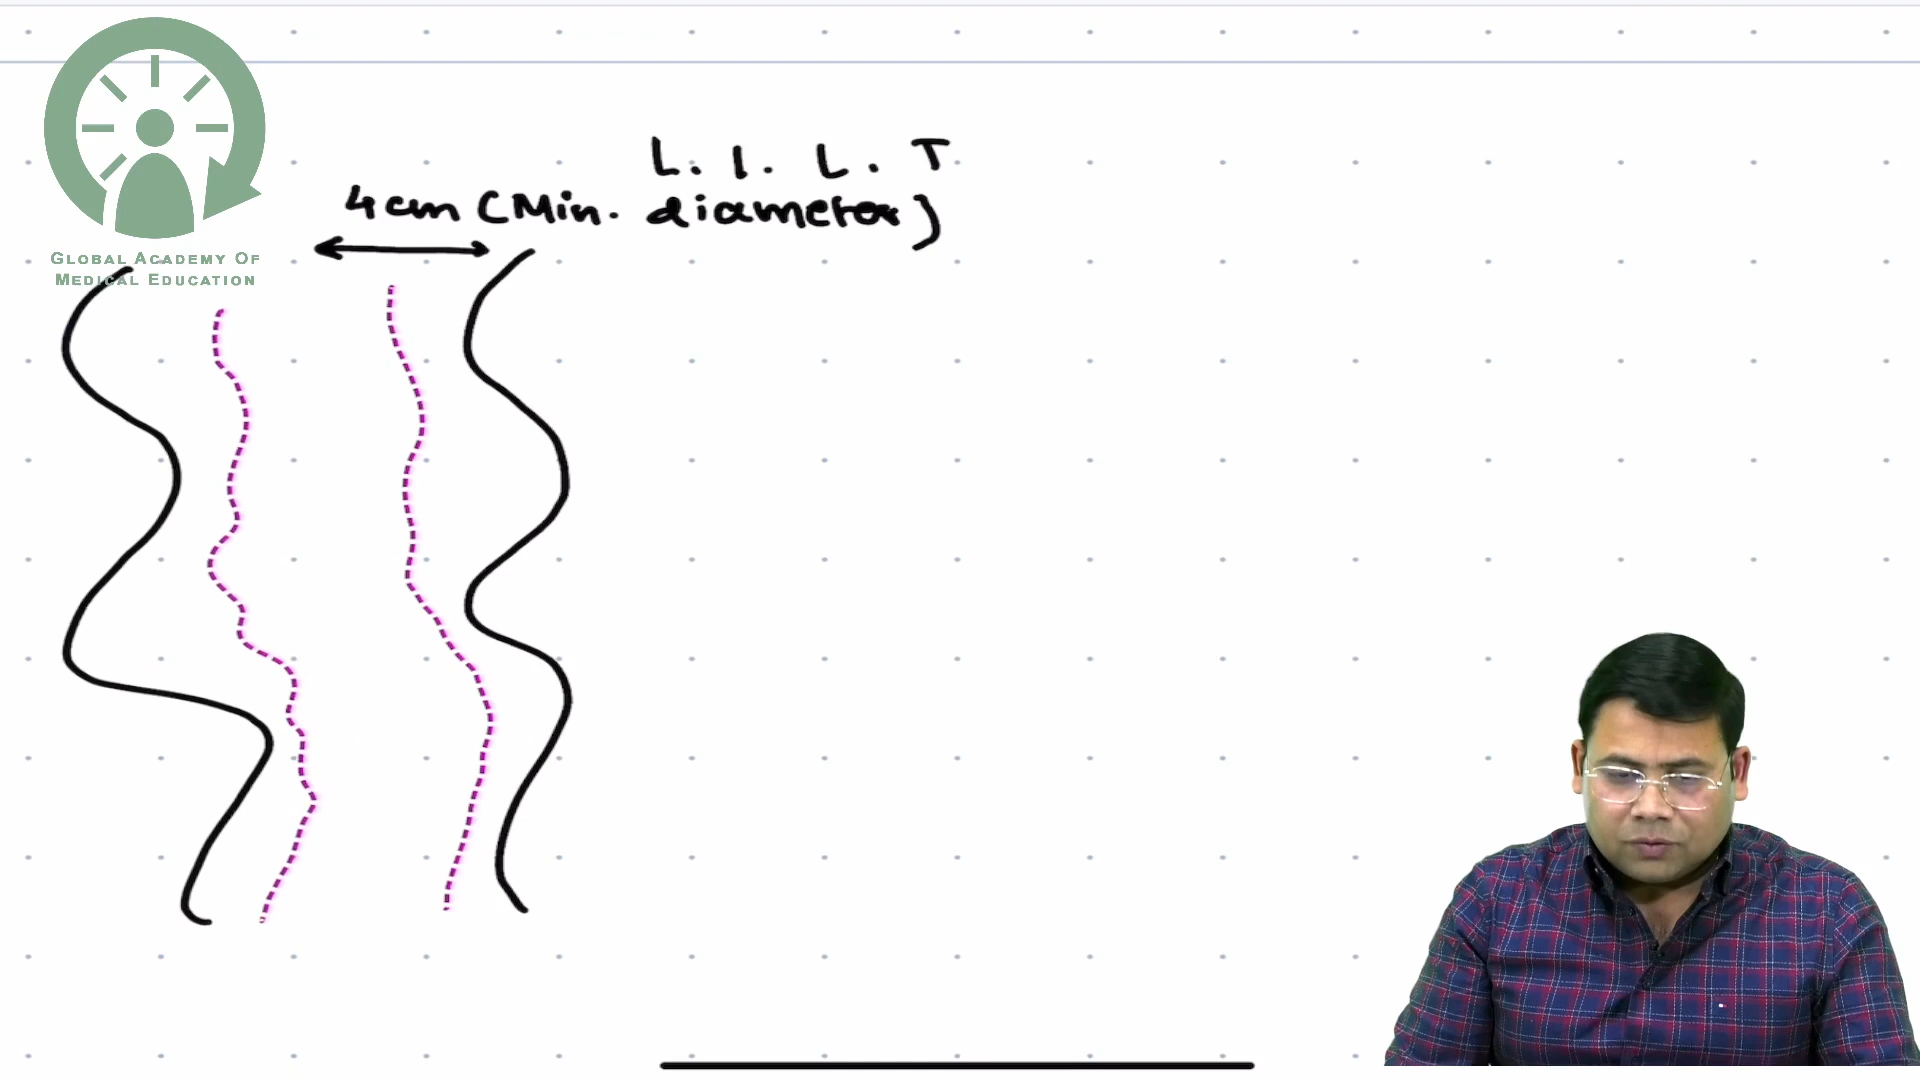 GLOBAL ACADEMY OF
MEDICAL EDUCATION
L. I. L. T
4cm (Min. diameter)